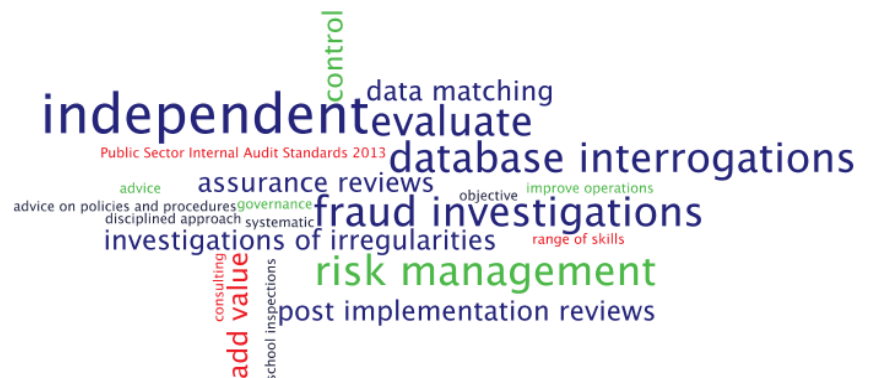 control
data matching
independent
evaluate
Public Sector Internal Audit Standards 2013
database interrogations
assurance reviews
advice
objective
improve operations
advice on policies and procedures
governance
fraud investigations
disciplined approach
systematic
investigations of irregularities
range of skills
consulting
add value
school inspections
risk management
post implementation reviews